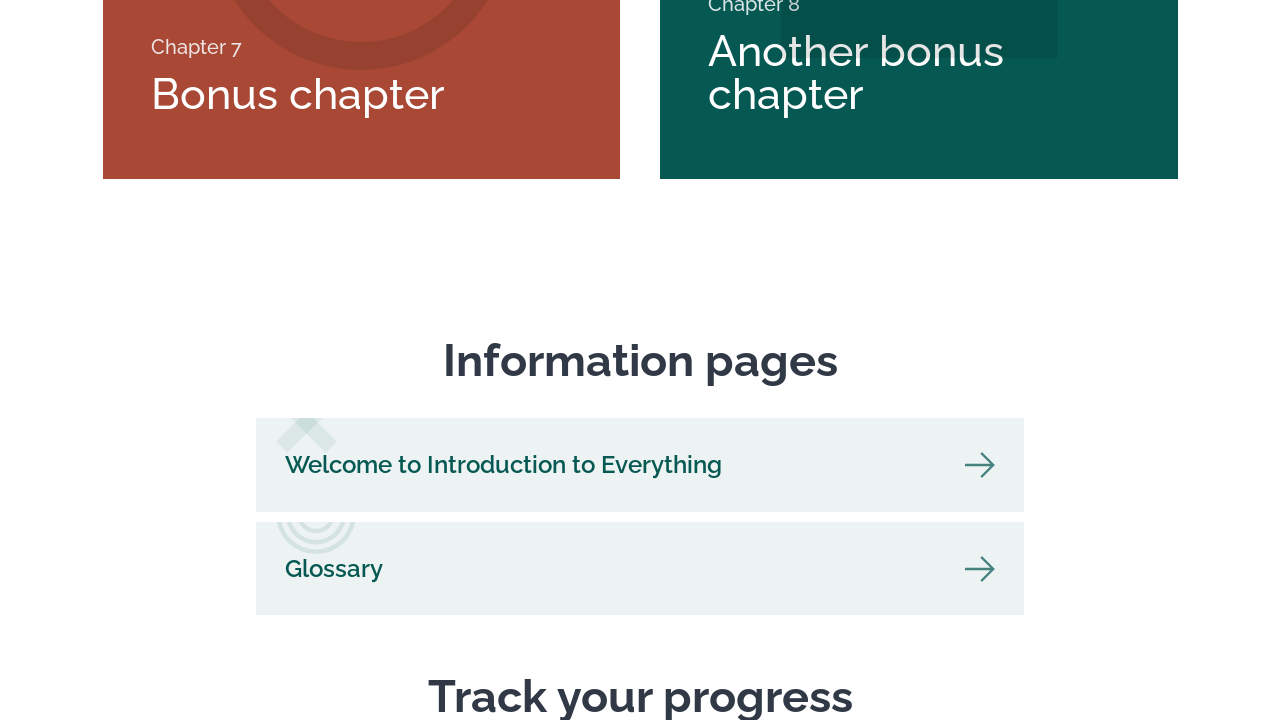 Chapter 7
Bonus chapter
Chapter 8
Another bonus
chapter
Information pages
Welcome to Introduction to Everything
Glossary
Track your progress